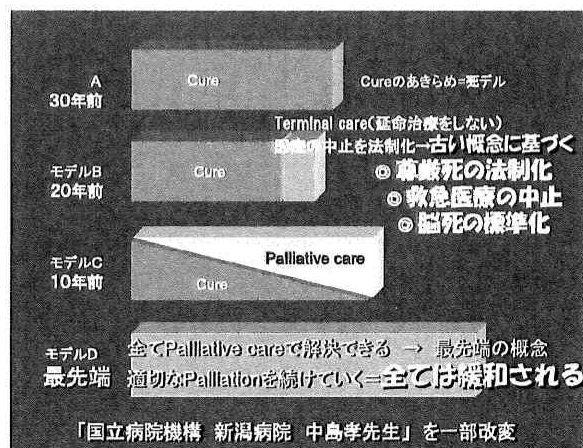 A
30年前
Cure
Cureのあきらめ=死デル
Terminal care(延命治療をしない)
医療の中止を法制化→古い概念に基づく
モデルB
20年前
Cure
◎尊厳死の法制化
◎救急医療の中止
◎脳死の標準化
モデルC
10年前
Palliative care
Cure
モデルD
最先端
全てPalliative careで解決できる → 最先端の概念
適切なPalliationを続けていく=全ては緩和される
「国立病院機構 新潟病院 中島孝先生」を一部改変